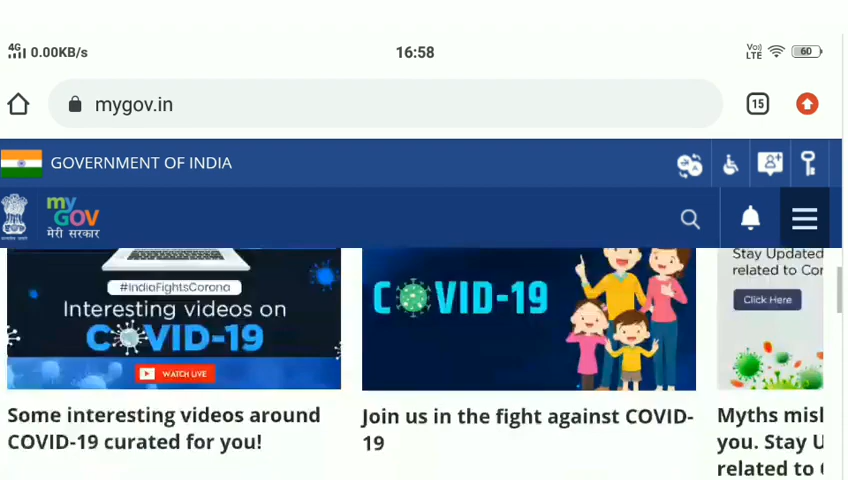 4G 0.00KB/s 16:58 Vo) LTE 60
mygov.in 15
GOVERNMENT OF INDIA
my
GOV
मेरी सरकार
#IndiaFightsCorona
Interesting videos on
COVID-19
WATCH LIVE
Some interesting videos around
COVID-19 curated for you!
COVID-19
Join us in the fight against COVID-
19
Stay Updated
related to Cor
Click Here
Myths misl
you. Stay U
related to